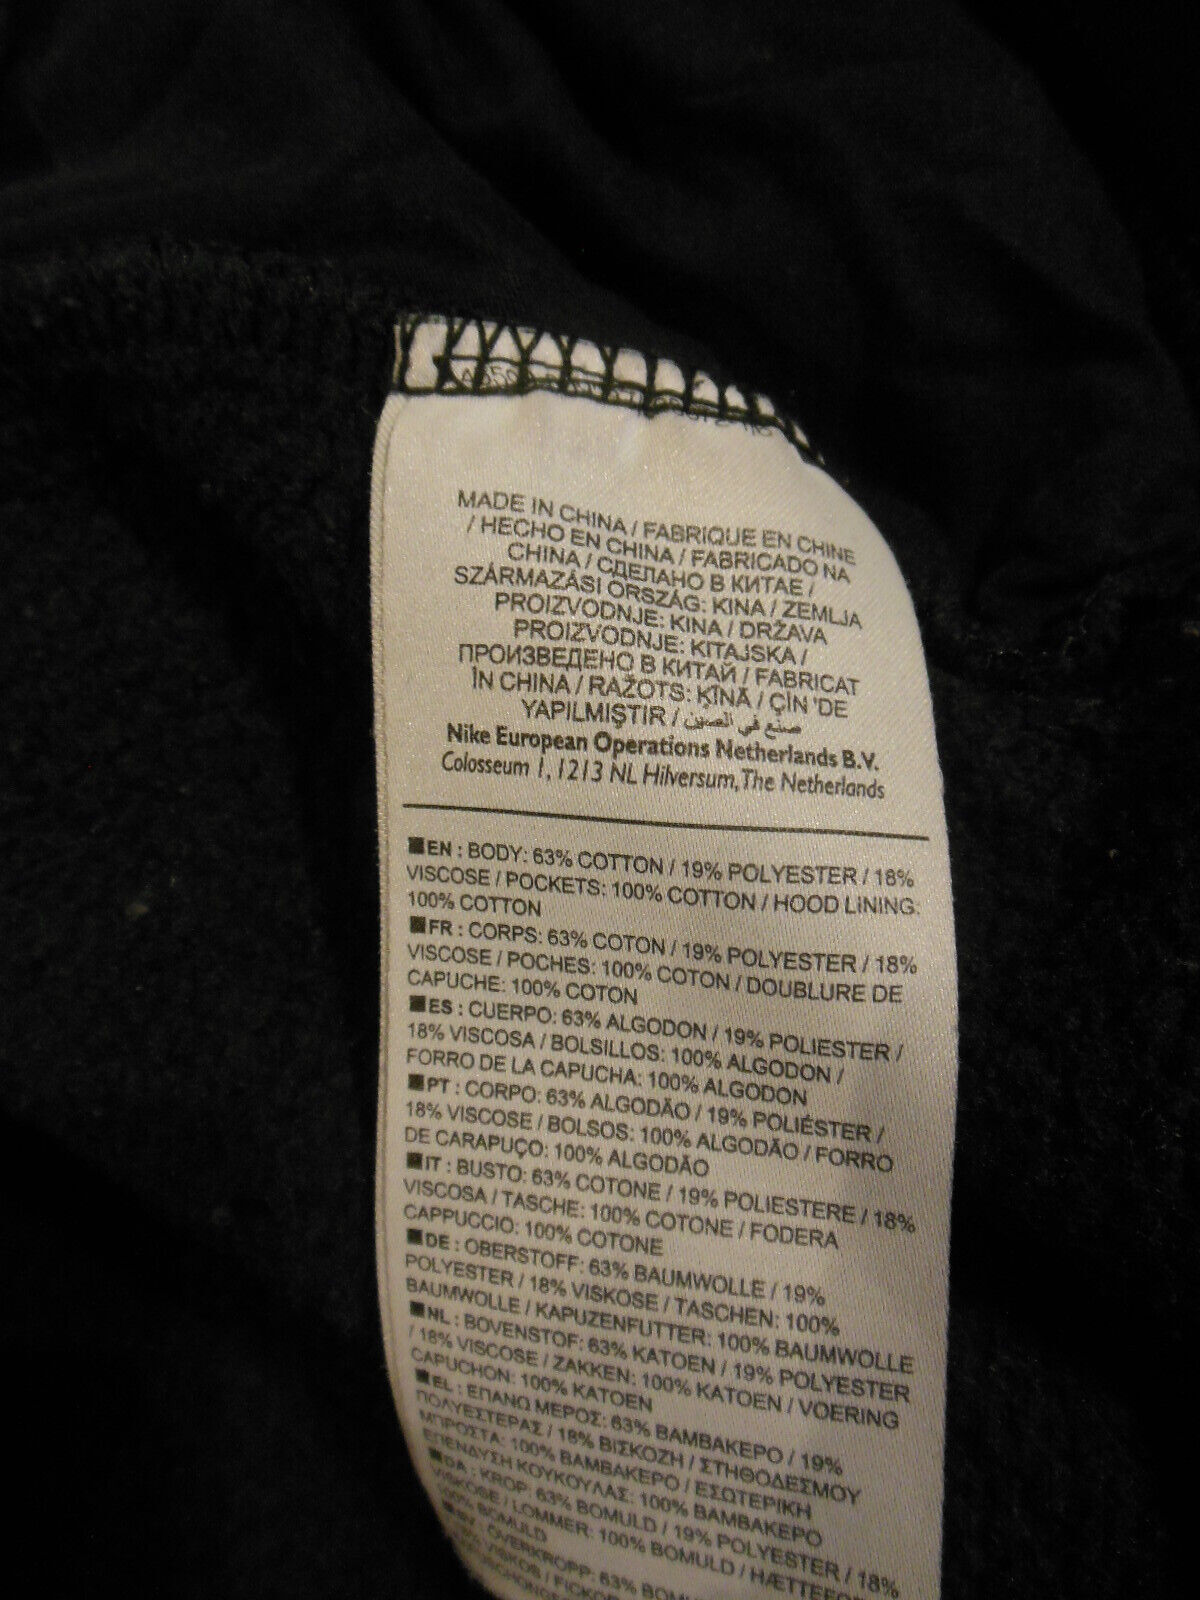 MADE IN CHINA / FABRIQUE EN CHINE
/ HECHO EN CHINA / FABRICADO NA
CHINA / СДЕЛАНО В КИТАЕ /
SZÁRMAZÁSI ORSZÁG: KINA / ZEMLJA
PROIZVODNJE: KINA / DRŽAVA
PROIZVODNJE: KITAJSKA /
ПРОИЗВЕДЕНО В КИТАЙ / FABRICAT
ÎN CHINA / RAŽOTS: ĶĪNĀ / ÇİN 'DE
YAPILMIŞTIR / صنع في الصين
Nike European Operations Netherlands B.V.
Colosseum 1, 1213 NL Hilversum, The Netherlands
■EN : BODY: 63% COTTON / 19% POLYESTER / 18%
VISCOSE / POCKETS: 100% COTTON / HOOD LINING:
100% COTTON
■FR : CORPS: 63% COTON / 19% POLYESTER / 18%
VISCOSE / POCHES: 100% COTON / DOUBLURE DE
CAPUCHE: 100% COTON
■ES : CUERPO: 63% ALGODON / 19% POLIESTER /
18% VISCOSA / BOLSILLOS: 100% ALGODON /
FORRO DE LA CAPUCHA: 100% ALGODON
■PT : CORPO: 63% ALGODÃO / 19% POLIÉSTER /
18% VISCOSE / BOLSOS: 100% ALGODÃO / FORRO
DE CARAPUÇO: 100% ALGODÃO
■IT : BUSTO: 63% COTONE / 19% POLIESTERE / 18%
VISCOSA / TASCHE: 100% COTONE / FODERA
CAPPUCCIO: 100% COTONE
■DE : OBERSTOFF: 63% BAUMWOLLE / 19%
POLYESTER / 18% VISKOSE / TASCHEN: 100%
BAUMWOLLE / KAPUZENFUTTER: 100% BAUMWOLLE
■NL : BOVENSTOF: 63% KATOEN / 19% POLYESTER
/ 18% VISCOSE / ZAKKEN: 100% KATOEN / VOERING
CAPUCHON: 100% KATOEN
■EL : ΕΠΑΝΩ ΜΕΡΟΣ: 63% ΒΑΜΒΑΚΕΡΟ / 19%
ΠΟΛΥΕΣΤΕΡΑΣ / 18% ΒΙΣΚΟΖΗ / ΣΤΗΘΟΔΕΣΜΟΥ
ΜΠΡΟΣΤΑ: 100% ΒΑΜΒΑΚΕΡΟ / ΕΣΩΤΕΡΙΚΗ
ΕΠΕΝΔΥΣΗ ΚΟΥΚΟΥΛΑΣ: 100% ΒΑΜΒΑΚΕΡΟ
■DA : KROP: 63% BOMULD / 19% POLYESTER / 18%
VISKOSE / LOMMER: 100% BOMULD /
100% BOMULD
ÖVERKROPP: 63%